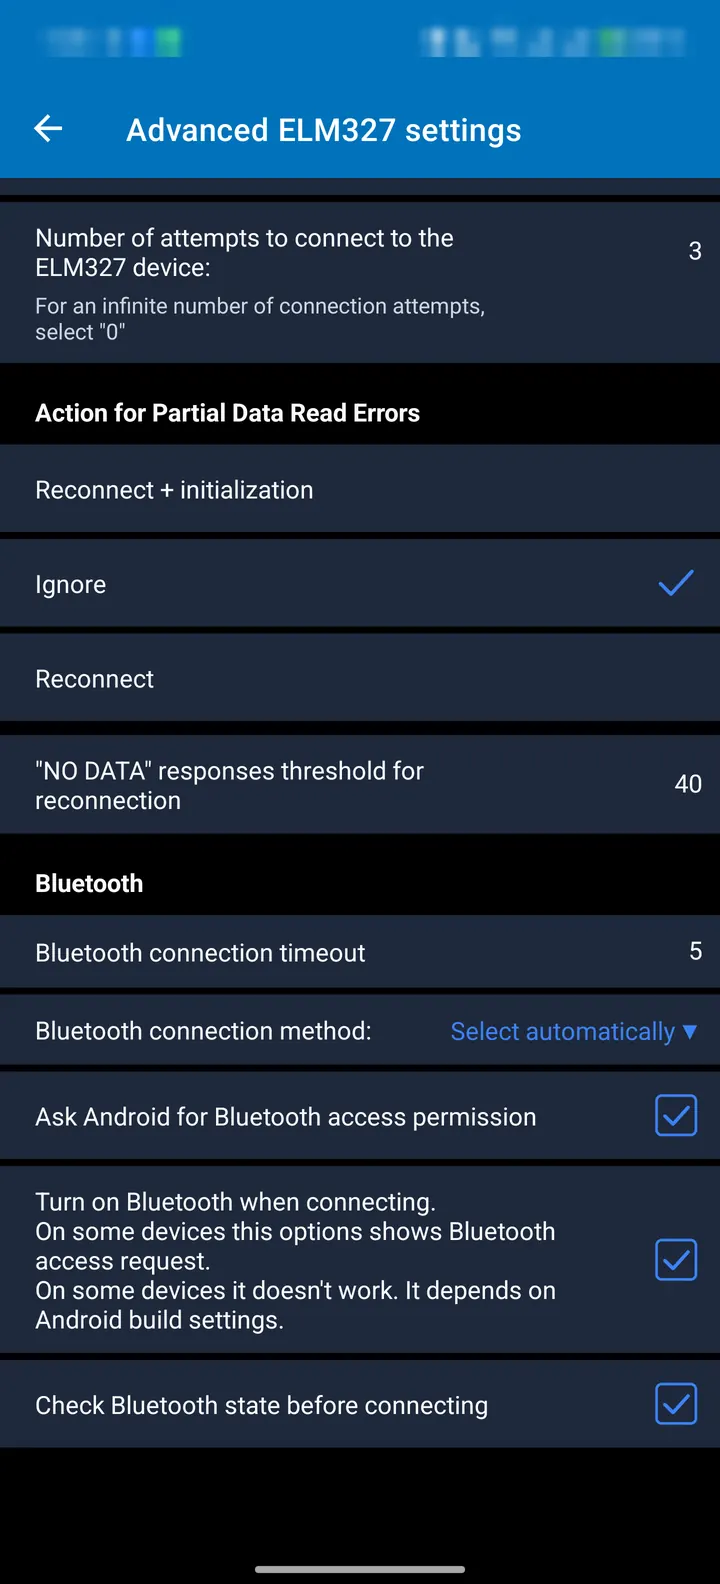 Advanced ELM327 settings
Number of attempts to connect to the
ELM327 device:
3
For an infinite number of connection attempts,
select "0"
Action for Partial Data Read Errors
Reconnect + initialization
Ignore
Reconnect
"NO DATA" responses threshold for
reconnection
40
Bluetooth
Bluetooth connection timeout
5
Bluetooth connection method:
Select automatically ▼
Ask Android for Bluetooth access permission
Turn on Bluetooth when connecting.
On some devices this options shows Bluetooth
access request.
On some devices it doesn't work. It depends on
Android build settings.
Check Bluetooth state before connecting